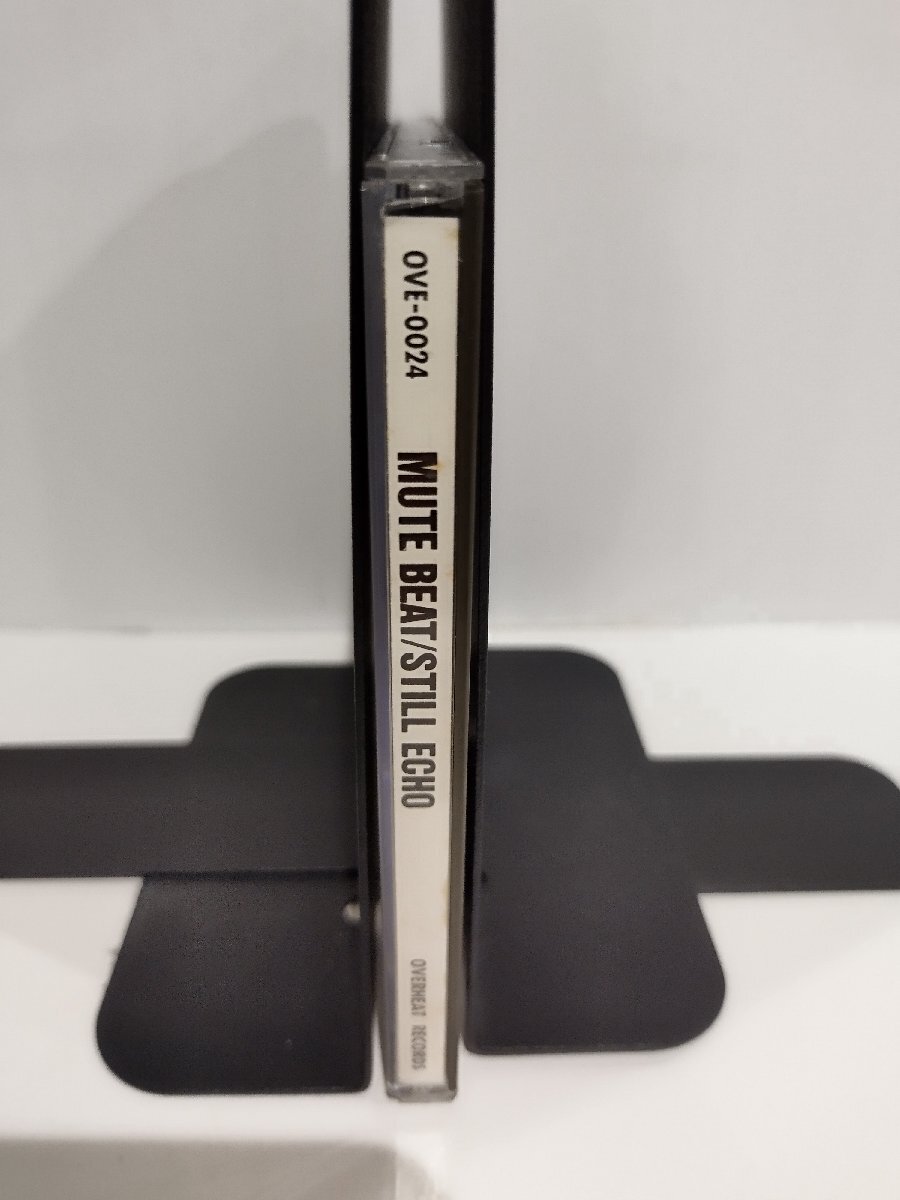 OVE-0024
MUTE BEAT/STILL ECHO
OVERHEAT RECORDS